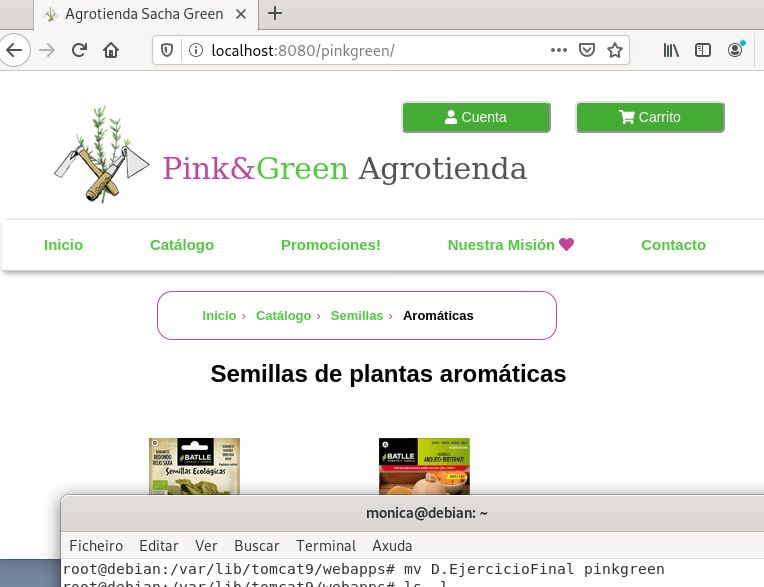 Agrotienda Sacha Green
localhost:8080/pinkgreen/
Cuenta
Carrito
Pink&Green Agrotienda
Inicio Catálogo Promociones! Nuestra Misión Contacto
Inicio › Catálogo › Semillas › Aromáticas
Semillas de plantas aromáticas
BATLLE
Semillas Ecológicas
BATLLE
monica@debian: ~
Ficheiro Editar Ver Buscar Terminal Axuda
root@debian:/var/lib/tomcat9/webapps# mv D.EjercicioFinal pinkgreen
root@debian:/var/lib/tomcat9/webapps# ls -l